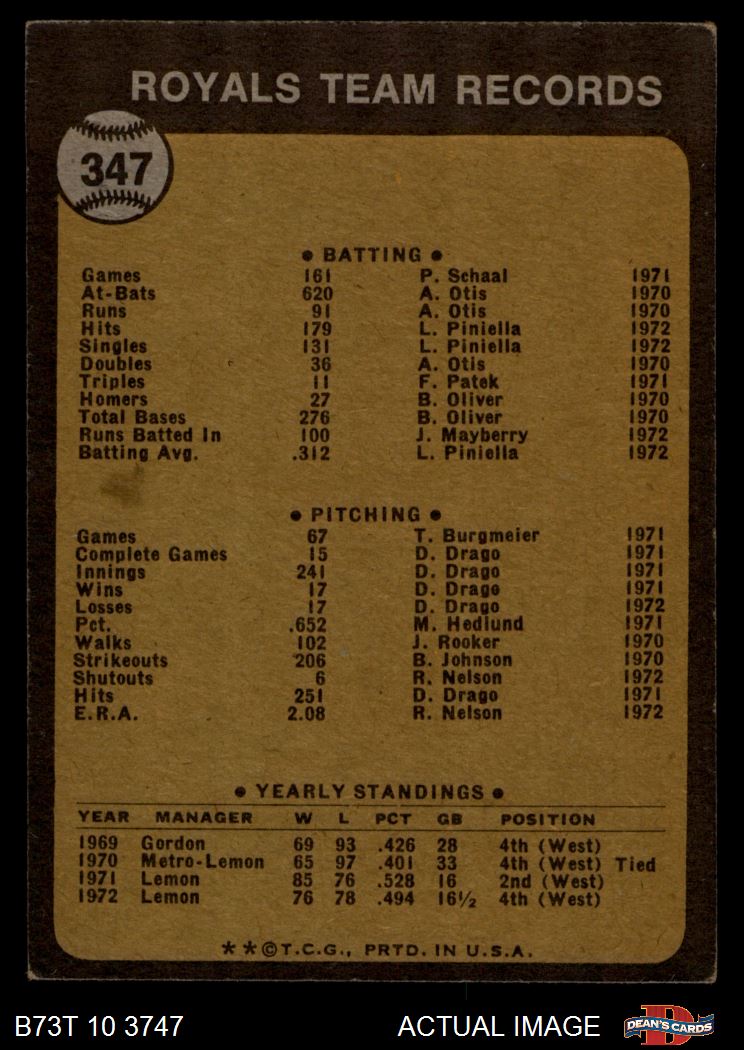 ROYALS TEAM RECORDS
347
● BATTING ●
Games 161 P. Schaal 1971
At-Bats 620 A. Otis 1970
Runs 91 A. Otis 1970
Hits 179 L. Piniella 1972
Singles 131 L. Piniella 1972
Doubles 36 A. Otis 1970
Triples 11 F. Patek 1971
Homers 27 B. Oliver 1970
Total Bases 276 B. Oliver 1970
Runs Batted In 100 J. Mayberry 1972
Batting Avg. .312 L. Piniella 1972
● PITCHING ●
Games 67 T. Burgmeier 1971
Complete Games 15 D. Drago 1971
Innings 241 D. Drago 1971
Wins 17 D. Drago 1971
Losses 17 D. Drago 1972
Pct. .652 M. Hedlund 1971
Walks 102 J. Rooker 1970
Strikeouts 206 B. Johnson 1970
Shutouts 6 R. Nelson 1972
Hits 251 D. Drago 1971
E.R.A. 2.08 R. Nelson 1972
● YEARLY STANDINGS ●
YEAR MANAGER W L PCT GB POSITION
1969 Gordon 69 93 .426 28 4th (West)
1970 Metro-Lemon 65 97 .401 33 4th (West) Tied
1971 Lemon 85 76 .528 16 2nd (West)
1972 Lemon 76 78 .494 16½ 4th (West)
**©T.C.G., PRTD. IN U.S.A.
B73T 10 3747 ACTUAL IMAGE D DEAN'S CARDS